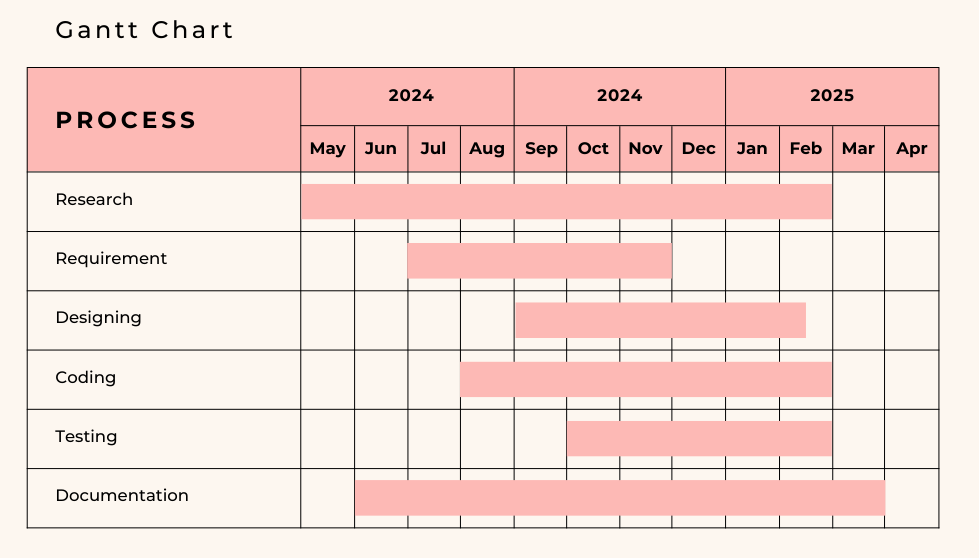 Gantt Chart
PROCESS
2024 2024 2025
May Jun Jul Aug Sep Oct Nov Dec Jan Feb Mar Apr
Research
Requirement
Designing
Coding
Testing
Documentation